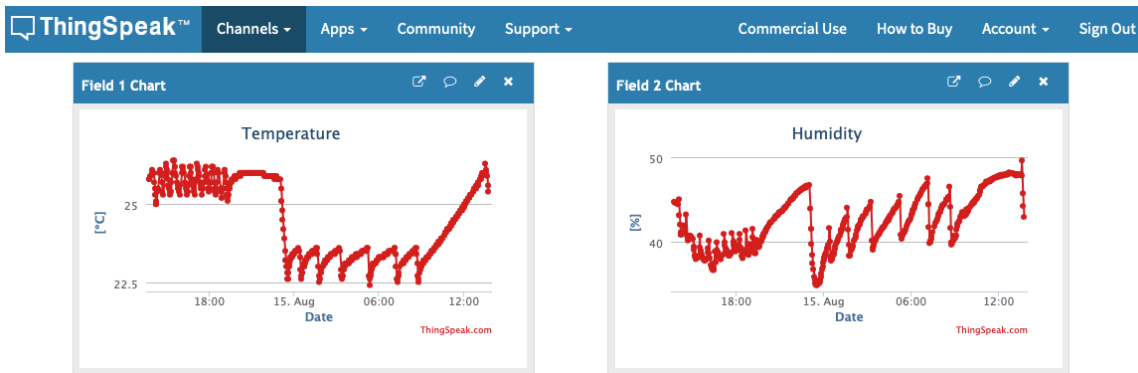 ThingSpeak™ Channels Apps Community Support Commercial Use How to Buy Account Sign Out
Field 1 Chart
Temperature
25
22.5
[°C]
18:00 15. Aug 06:00 12:00
Date
ThingSpeak.com
Field 2 Chart
Humidity
50
40
[%]
18:00 15. Aug 06:00 12:00
Date
ThingSpeak.com